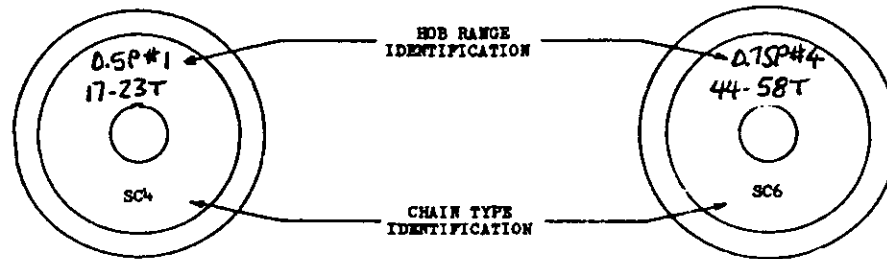 HOB RANGE
IDENTIFICATION
0.5P#1
17-23T
0.75P#4
44-58T
SC4
SC6
CHAIN TYPE
IDENTIFICATION